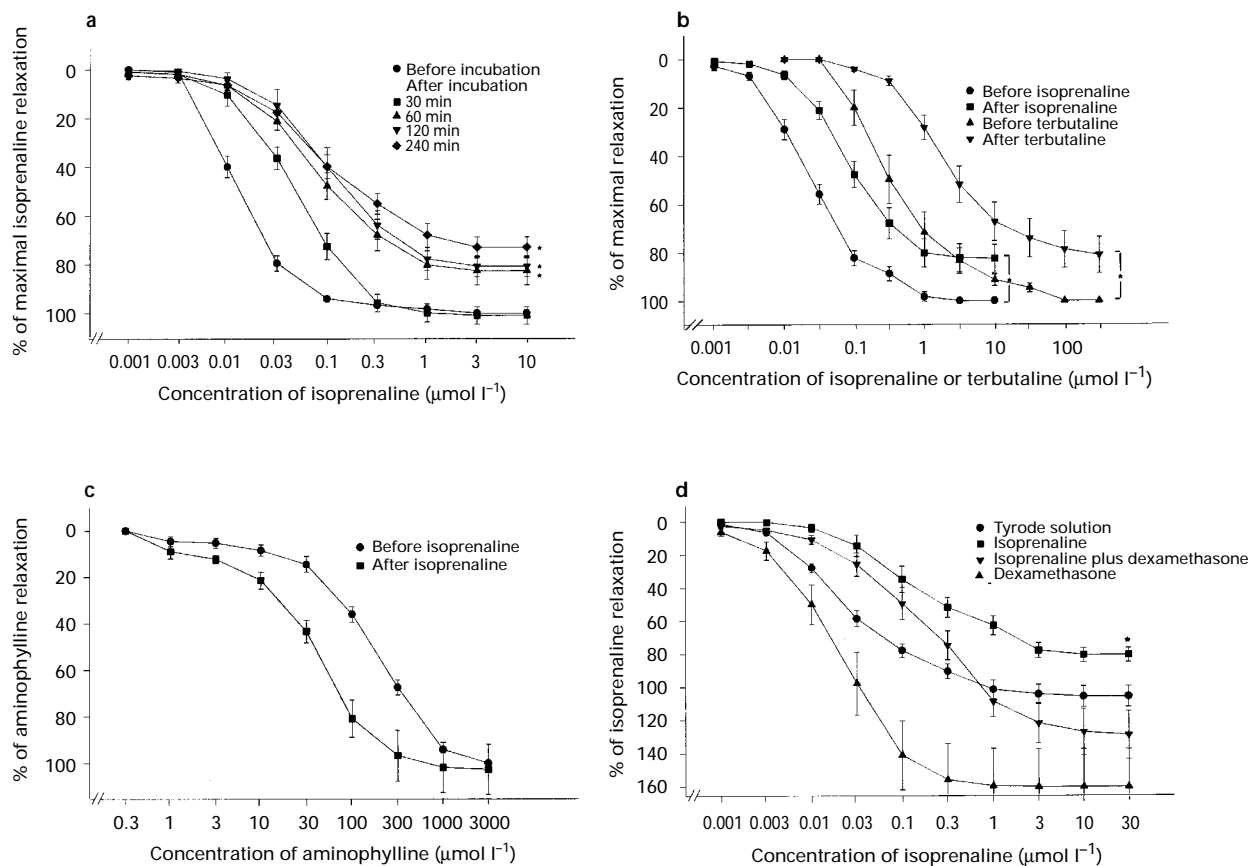 a
% of maximal isoprenaline relaxation
0
20
40
60
80
100
Before incubation
After incubation
30 min
60 min
120 min
240 min
*
*
*
0.001 0.003 0.01 0.03 0.1 0.3 1 3 10
Concentration of isoprenaline (μmol l⁻¹)
b
% of maximal relaxation
0
20
40
60
80
100
Before isoprenaline
After isoprenaline
Before terbutaline
After terbutaline
*
*
0.001 0.01 0.1 1 10 100
Concentration of isoprenaline or terbutaline (μmol l⁻¹)
c
% of aminophylline relaxation
0
20
40
60
80
100
Before isoprenaline
After isoprenaline
0.3 1 3 10 30 100 300 1000 3000
Concentration of aminophylline (μmol l⁻¹)
d
% of isoprenaline relaxation
0
20
40
60
80
100
120
140
160
Tyrode solution
Isoprenaline
Isoprenaline plus dexamethasone
Dexamethasone
*
0.001 0.003 0.01 0.03 0.1 0.3 1 3 10 30
Concentration of isoprenaline (μmol l⁻¹)